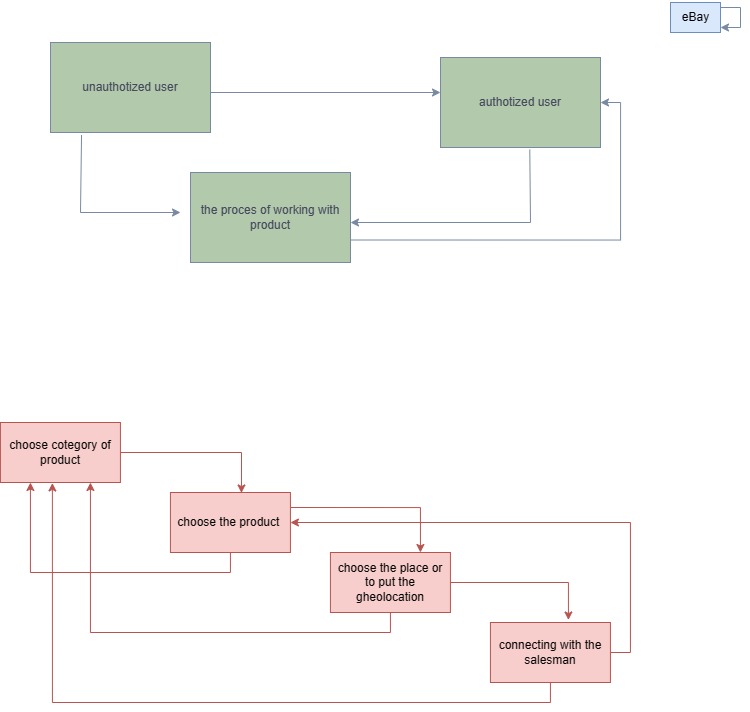 eBay
unauthotized user
authotized user
the proces of working with
product
choose cotegory of
product
choose the product
choose the place or
to put the
gheolocation
connecting with the
salesman